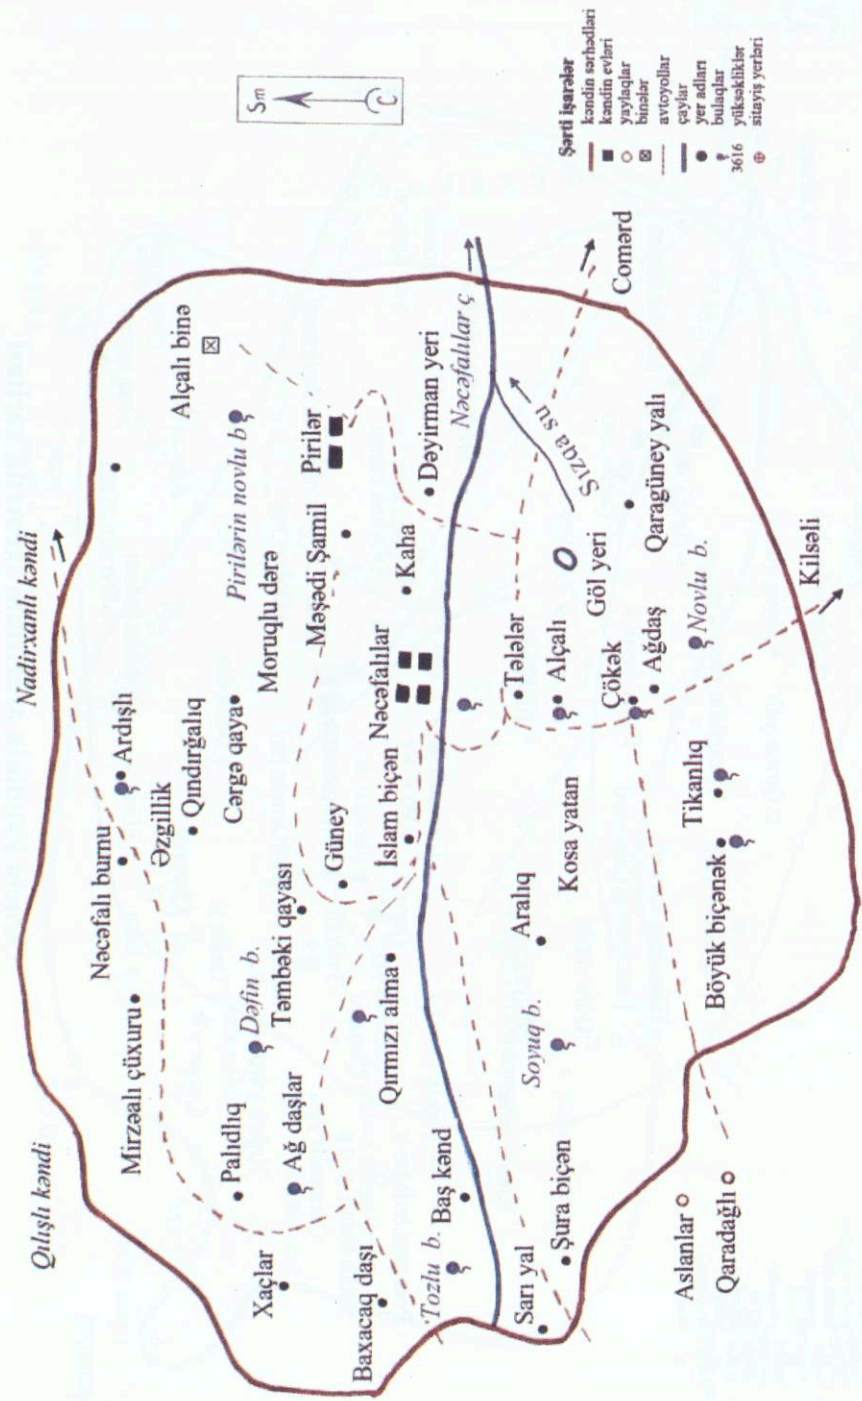 Qılışlı kəndi
Nadirxanlı kəndi
Nəcəfalı burnu
Ardışlı
Alçalı binə
Mirzəalı çüxuru
Əzgillik
Qındırğalıq
Pirilərin novlu b
Palıdlıq
Dəfin b.
Cərgə qaya
Moruqlu dərə
Xaçlar
Ağ daşlar
Təmbəki qayası
Güney
Məşədi Şamil
Pirilər
Baxacaq daşı
Qırmızı alma
İslam biçən
Nəcəfalılar
Kaha
Dəyirman yeri
Tozlu b.
Baş kənd
Nəcəfalılar ç
Sarı yal
Şura biçən
Soyuq b.
Aralıq
Kosa yatan
Tələlər
Alçalı
Göl yeri
Sızqa su
Comərd
Çökək
Ağdaş
Qaragüney yalı
Aslanlar
Qaradağlı
Böyük biçənək
Tikanlıq
Novlu b.
Kilsəli
Şm
C
Şərti işarələr
kəndin sərhədləri
kəndin evləri
yaylaqlar
binələr
avtoyollar
çaylar
yer adları
bulaqlar
3616 yüksəkliklər
sitayiş yerləri